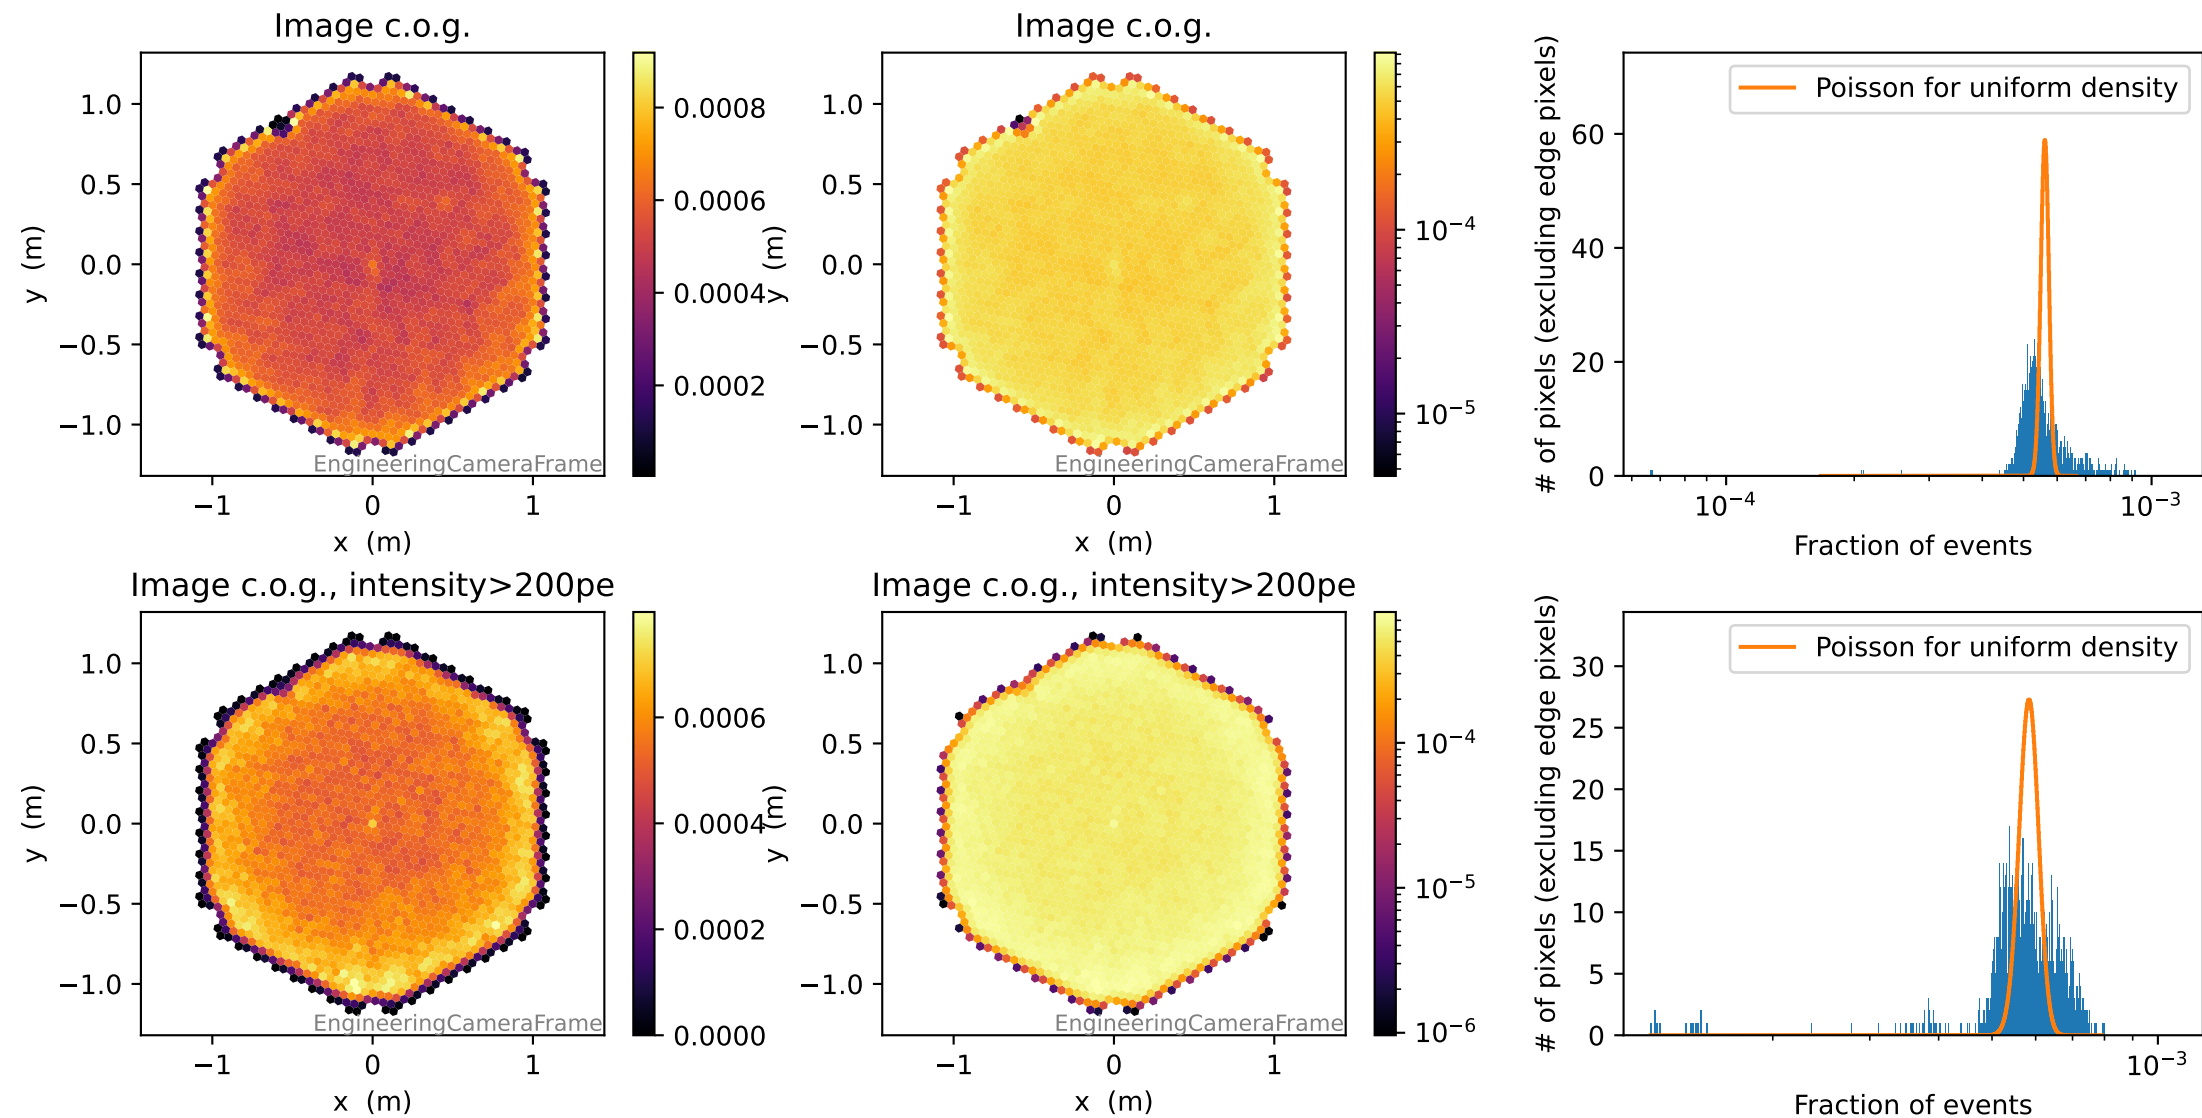 Image c.o.g.
1.0
0.5
0.0
−0.5
−1.0
y (m)
−1
0
1
x (m)
EngineeringCameraFrame
0.0008
0.0006
0.0004
0.0002
Image c.o.g.
1.0
0.5
0.0
−0.5
−1.0
y (m)
−1
0
1
x (m)
EngineeringCameraFrame
10⁻⁴
10⁻⁵
Poisson for uniform density
# of pixels (excluding edge pixels)
60
40
20
0
10⁻⁴
10⁻³
Fraction of events
Image c.o.g., intensity>200pe
1.0
0.5
0.0
−0.5
−1.0
y (m)
−1
0
1
x (m)
EngineeringCameraFrame
0.0006
0.0004
0.0002
0.0000
Image c.o.g., intensity>200pe
1.0
0.5
0.0
−0.5
−1.0
y (m)
−1
0
1
x (m)
EngineeringCameraFrame
10⁻⁴
10⁻⁵
10⁻⁶
Poisson for uniform density
# of pixels (excluding edge pixels)
30
25
20
15
10
5
0
10⁻³
Fraction of events